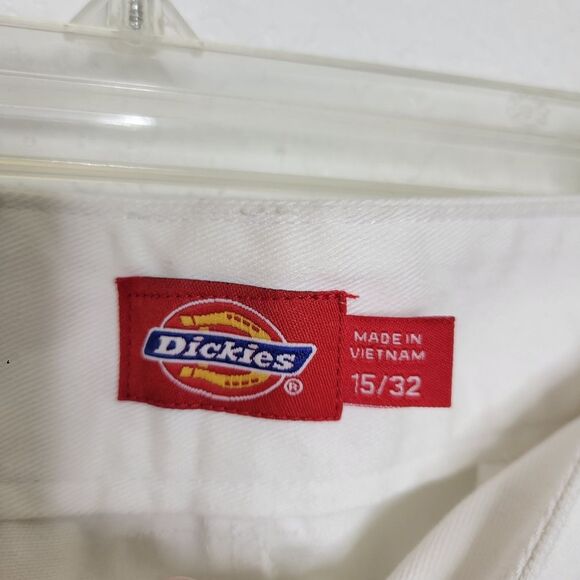 Dickies
®
MADE IN
VIETNAM
15/32